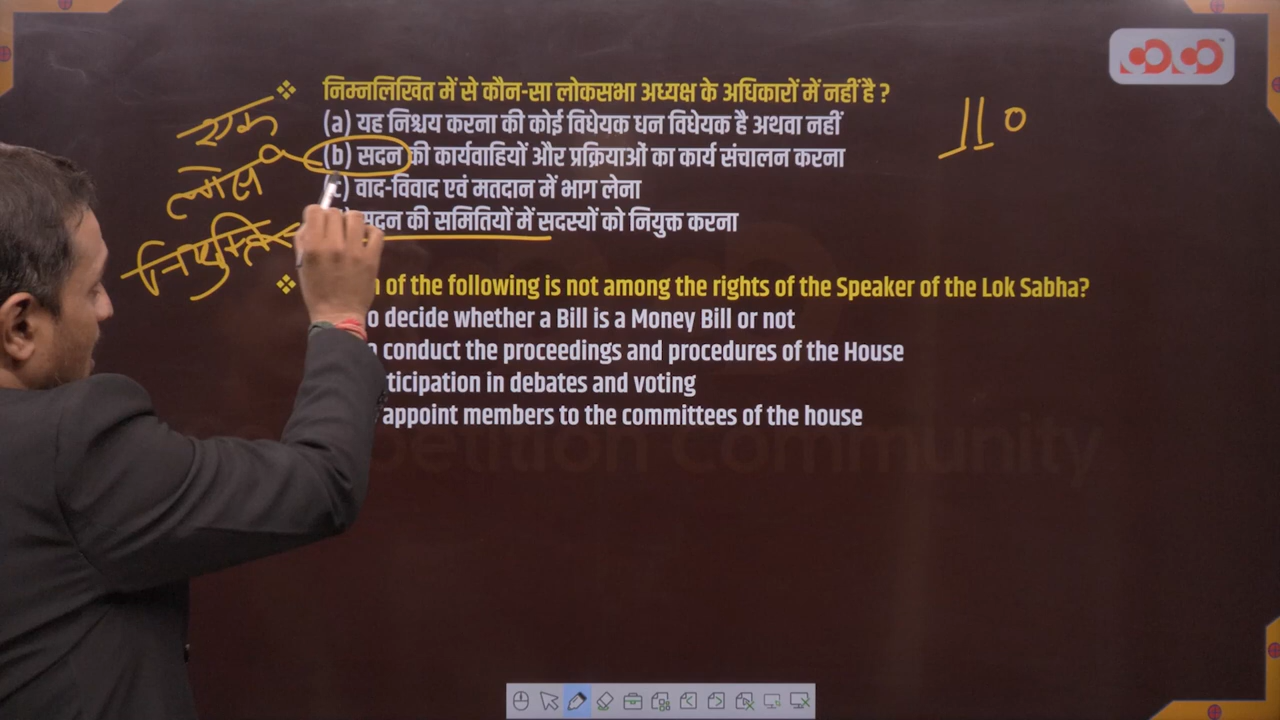 निम्नलिखित में से कौन-सा लोकसभा अध्यक्ष के अधिकारों में नहीं है ?
(a) यह निश्चय करना की कोई विधेयक धन विधेयक है अथवा नहीं
(b) सदन की कार्यवाहियों और प्रक्रियाओं का कार्य संचालन करना
c) वाद-विवाद एवं मतदान में भाग लेना
सदन की समितियों में सदस्यों को नियुक्त करना
of the following is not among the rights of the Speaker of the Lok Sabha?
o decide whether a Bill is a Money Bill or not
conduct the proceedings and procedures of the House
ticipation in debates and voting
appoint members to the committees of the house
110
एक
लोस
नियुक्ति
petition Community